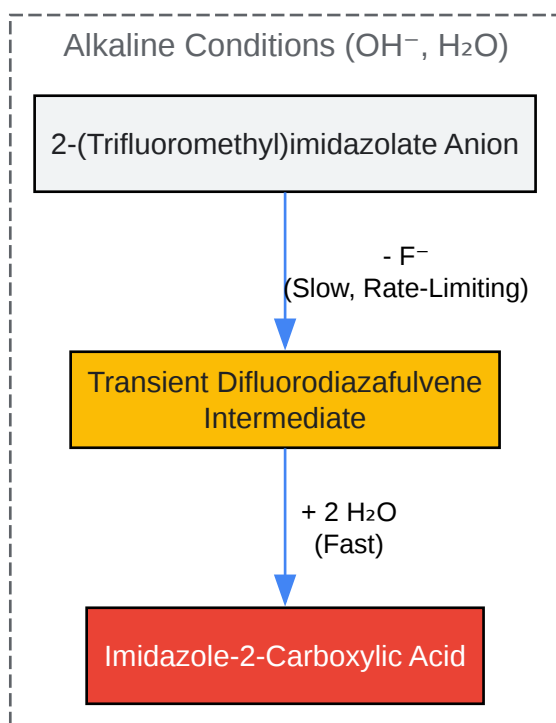 Alkaline Conditions (OH⁻, H₂O)
2-(Trifluoromethyl)imidazolate Anion
- F⁻
(Slow, Rate-Limiting)
Transient Difluorodiazafulvene
Intermediate
+ 2 H₂O
(Fast)
Imidazole-2-Carboxylic Acid